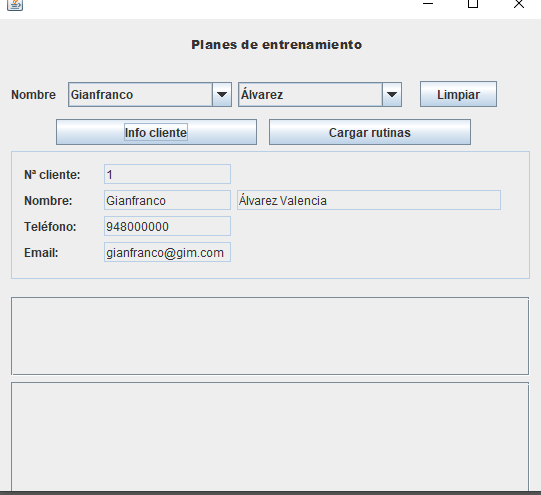 Planes de entrenamiento
Nombre Gianfranco Álvarez Limpiar
Info cliente Cargar rutinas
Nª cliente: 1
Nombre: Gianfranco Álvarez Valencia
Teléfono: 948000000
Email: gianfranco@gim.com